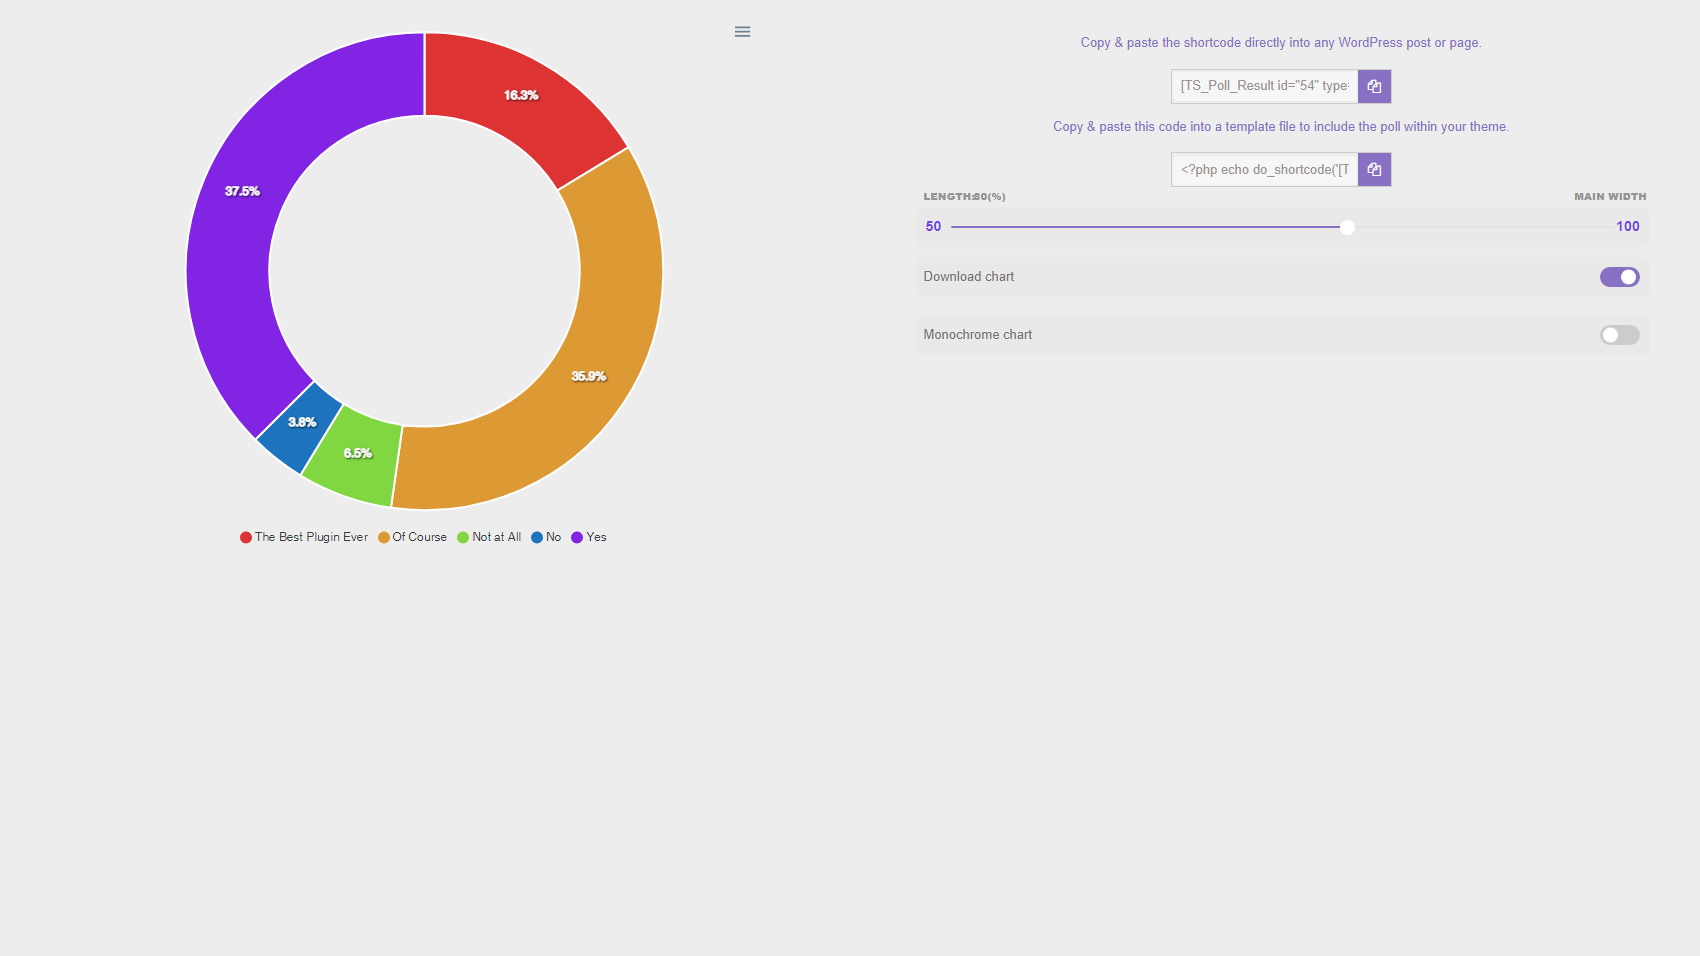 16.3%
37.5%
35.9%
3.8%
6.5%
The Best Plugin Ever Of Course Not at All No Yes
Copy & paste the shortcode directly into any WordPress post or page.
[TS_Poll_Result id="54" type=
Copy & paste this code into a template file to include the poll within your theme.
<?php echo do_shortcode('[T
LENGTH:80(%) MAIN WIDTH
50 100
Download chart
Monochrome chart